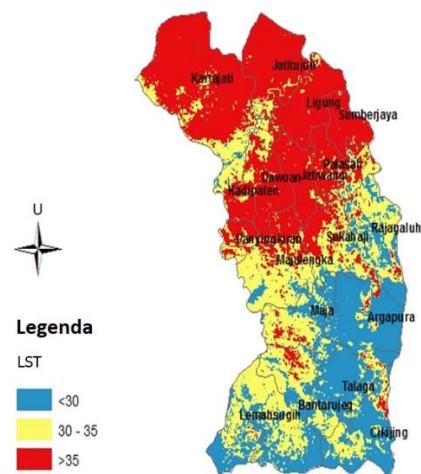 Jatitujuh
Kertajati
Ligung
Sumberjaya
Palasah
Dawuan
Jatiwangi
Kadipaten
Rajagaluh
Panyingkiran
Sukahaji
Majalengka
Maja
Argapura
Talaga
Bantarujeg
Lemahsugih
Cikijing
U
Legenda
LST
<30
30 - 35
>35